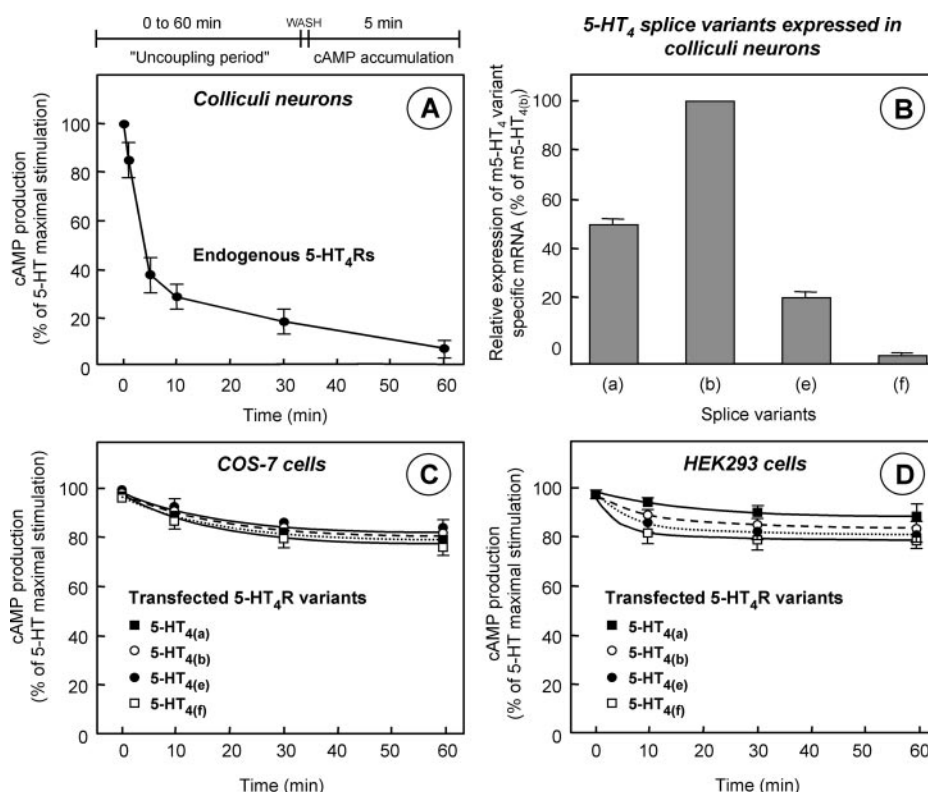 0 to 60 min
WASH
5 min
"Uncoupling period"
cAMP accumulation
Colliculi neurons
A
cAMP production
(% of 5-HT maximal stimulation)
100
80
60
40
20
0
Endogenous 5-HT4Rs
0 10 20 30 40 50 60
Time (min)
5-HT4 splice variants expressed in
colliculi neurons
B
Relative expression of m5-HT4 variant
specific mRNA (% of m5-HT4(b))
100
80
60
40
20
0
(a) (b) (e) (f)
Splice variants
COS-7 cells
C
cAMP production
(% of 5-HT maximal stimulation)
100
80
60
40
20
0
Transfected 5-HT4R variants
5-HT4(a)
5-HT4(b)
5-HT4(e)
5-HT4(f)
0 10 20 30 40 50 60
Time (min)
HEK293 cells
D
cAMP production
(% of 5-HT maximal stimulation)
100
80
60
40
20
0
Transfected 5-HT4R variants
5-HT4(a)
5-HT4(b)
5-HT4(e)
5-HT4(f)
0 10 20 30 40 50 60
Time (min)